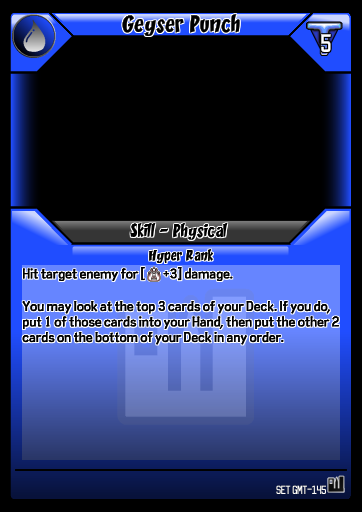 Geyser Punch
5
Skill - Physical
Hyper Rank
Hit target enemy for [ +3] damage.
You may look at the top 3 cards of your Deck. If you do,
put 1 of those cards into your Hand, then put the other 2
cards on the bottom of your Deck in any order.
SET GMT-145